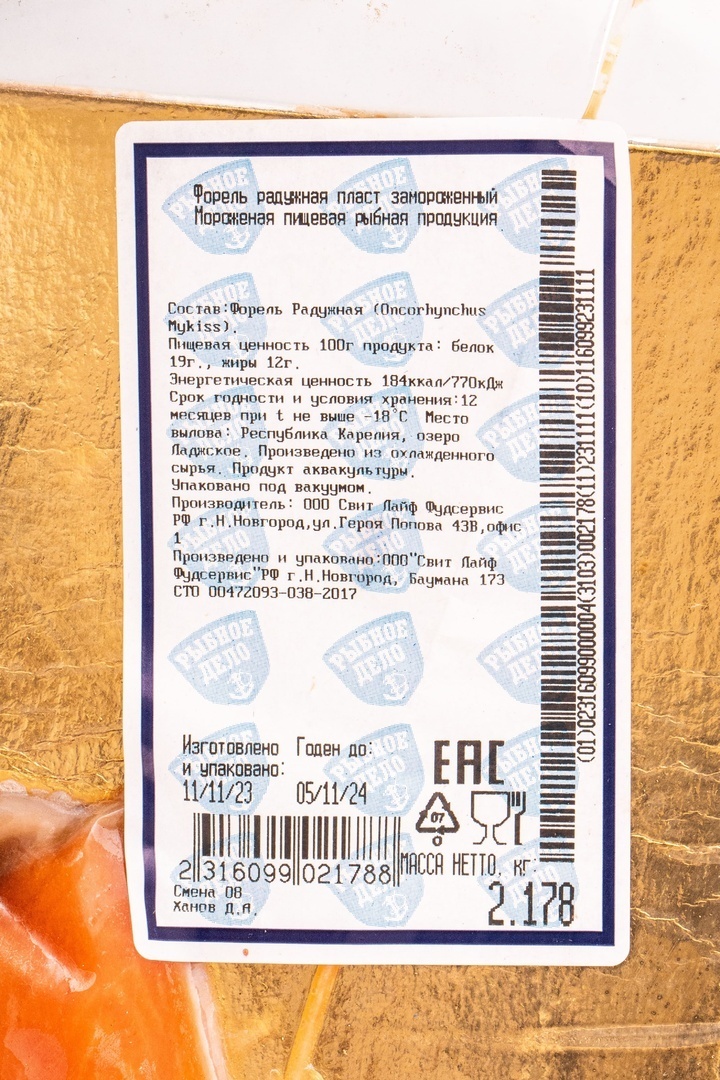 Форель радужная пласт замороженный
Мороженая пищевая рыбная продукция
Состав:Форель Радужная (Oncorhynchus
Mykiss).
Пищевая ценность 100г продукта: белок
19г., жиры 12г.
Энергетическая ценность 184ккал/770кДж
Срок годности и условия хранения:12
месяцев при t не выше -18°C Место
вылова: Республика Карелия, озеро
Ладжское. Произведено из охлажденного
сырья. Продукт аквакультуры.
Упаковано под вакуумом.
Производитель: ООО Свит Лайф Фудсервис
РФ г.Н.Новгород,ул.Героя Попова 43В,офис
1
Произведено и упаковано:ООО"Свит Лайф
Фудсервис"РФ г.Н.Новгород, Баумана 173
СТО 00472093-038-2017
РЫБНОЕ
ДЕЛО
Изготовлено Годен до:
и упаковано:
11/11/23 05/11/24
EAC
07
2 316099 021788
МАССА НЕТТО, кг:
2.178
Смена 08
Ханов Д.А.
(01)02316099000004(3103)002178(11)231111(10)116099231111